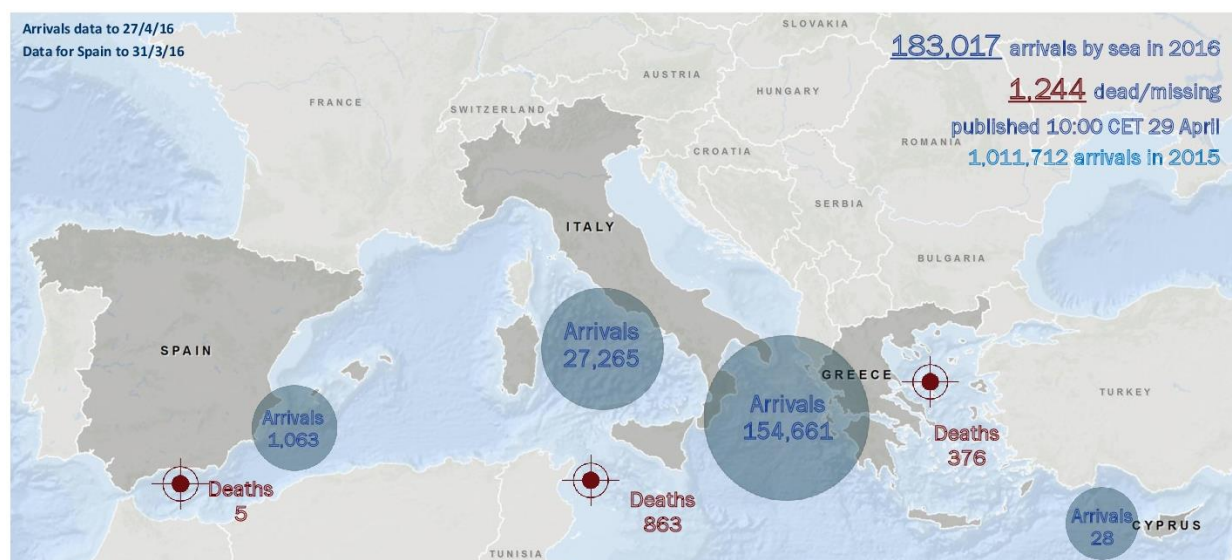 Arrivals data to 27/4/16
Data for Spain to 31/3/16
183,017 arrivals by sea in 2016
1,244 dead/missing
published 10:00 CET 29 April
1,011,712 arrivals in 2015
SLOVAKIA
AUSTRIA
HUNGARY
FRANCE
SWITZERLAND
ROMANIA
CROATIA
SERBIA
ITALY
BULGARIA
SPAIN
Arrivals
27,265
GREECE
TURKEY
Arrivals
1,063
Arrivals
154,661
Deaths
376
Deaths
5
Deaths
863
Arrivals
28
CYPRUS
TUNISIA